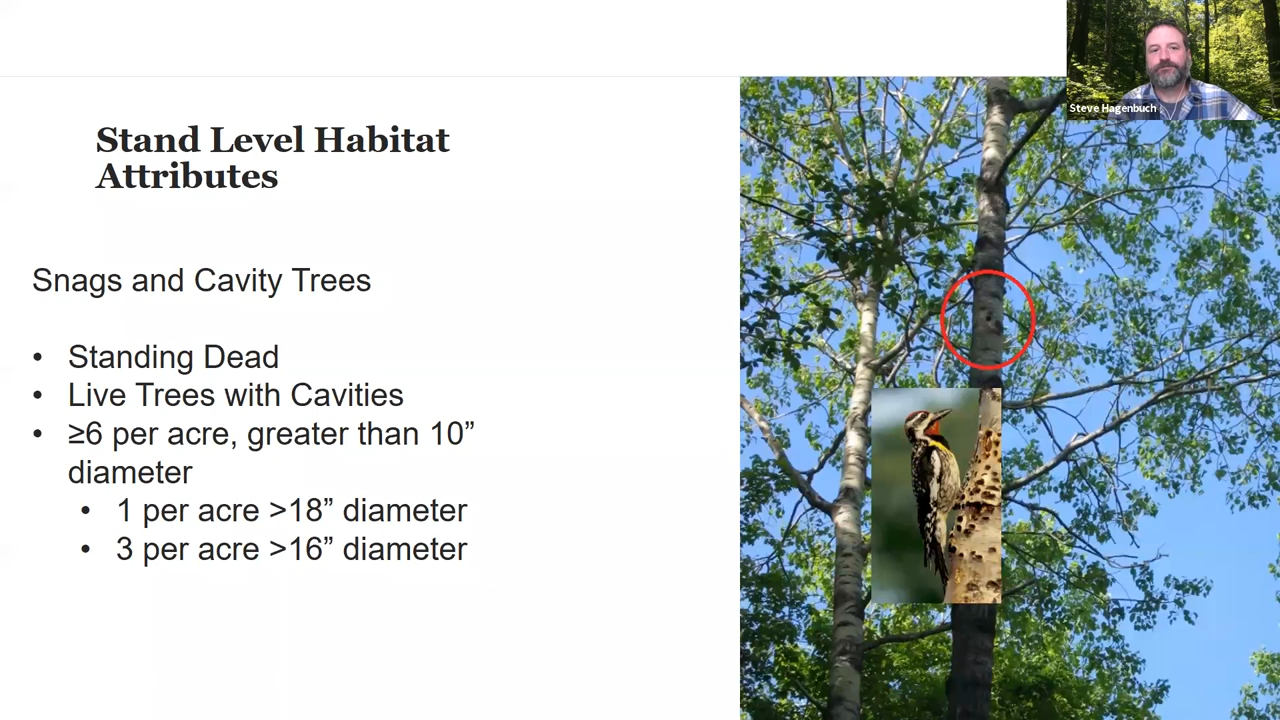 Stand Level Habitat
Attributes
Snags and Cavity Trees
• Standing Dead
• Live Trees with Cavities
• ≥6 per acre, greater than 10”
diameter
• 1 per acre >18” diameter
• 3 per acre >16” diameter
Steve Hagenbuch